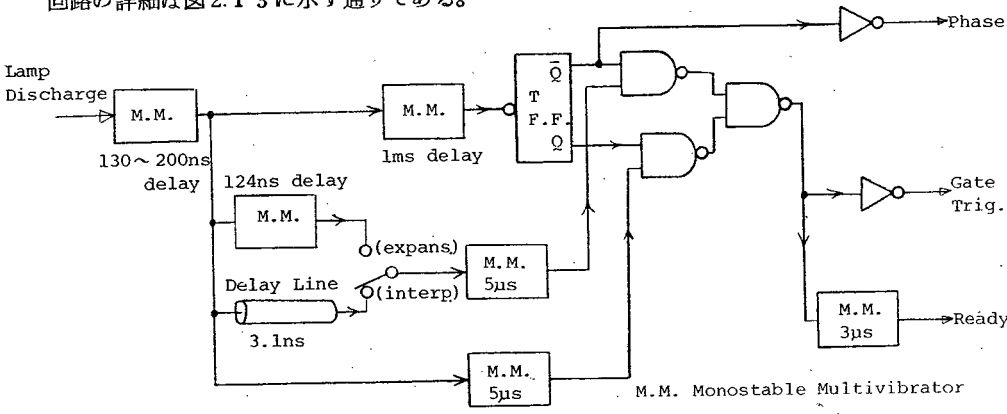 回路の詳細は図2.13に示す通りである。
Phase
Lamp
Discharge
M.M.
130~200ns
delay
M.M.
1ms delay
Q̄
T
F.F.
Q
124ns delay
M.M.
(expans)
Delay Line
(interp)
3.1ns
M.M.
5μs
Gate
Trig.
M.M.
3μs
Ready
M.M.
5μs
M.M. Monostable Multivibrator